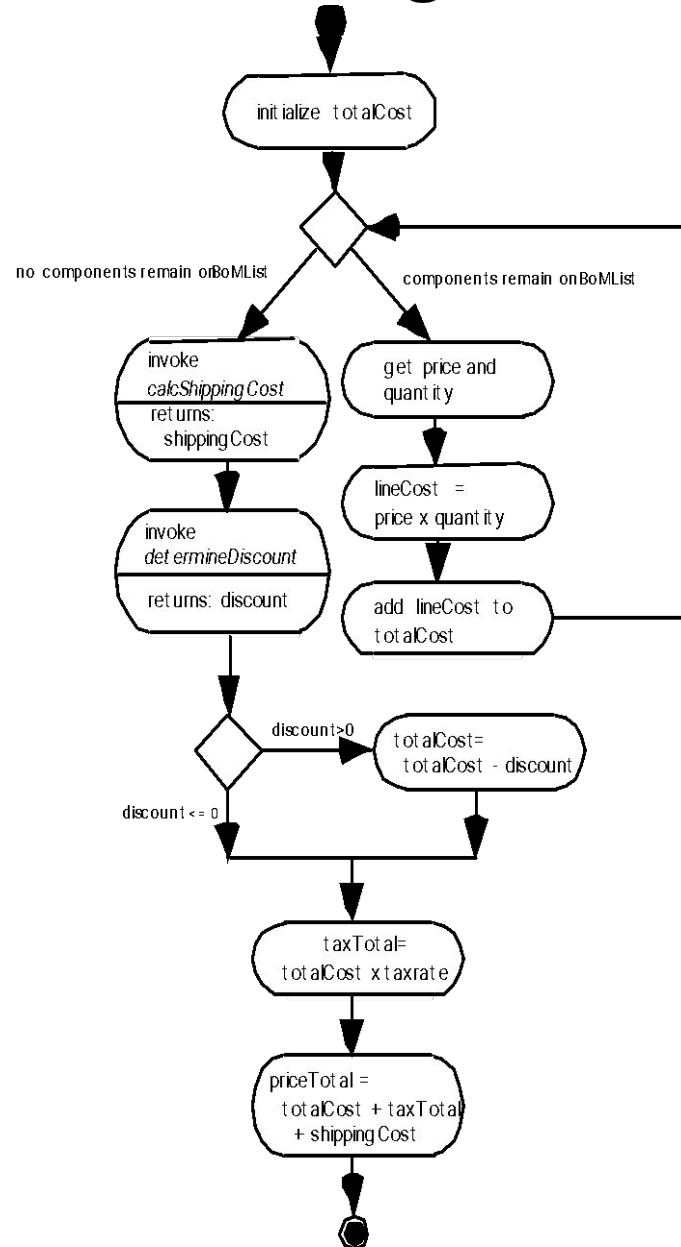 initialize totalCost
no components remain onBoMList
components remain onBoMList
invoke
calcShippingCost
returns:
shippingCost
get price and
quantity
lineCost =
price x quantity
invoke
determineDiscount
returns: discount
add lineCost to
totalCost
discount>0
totalCost=
totalCost - discount
discount<= 0
taxTotal=
totalCost x taxrate
priceTotal =
totalCost + taxTotal
+ shippingCost